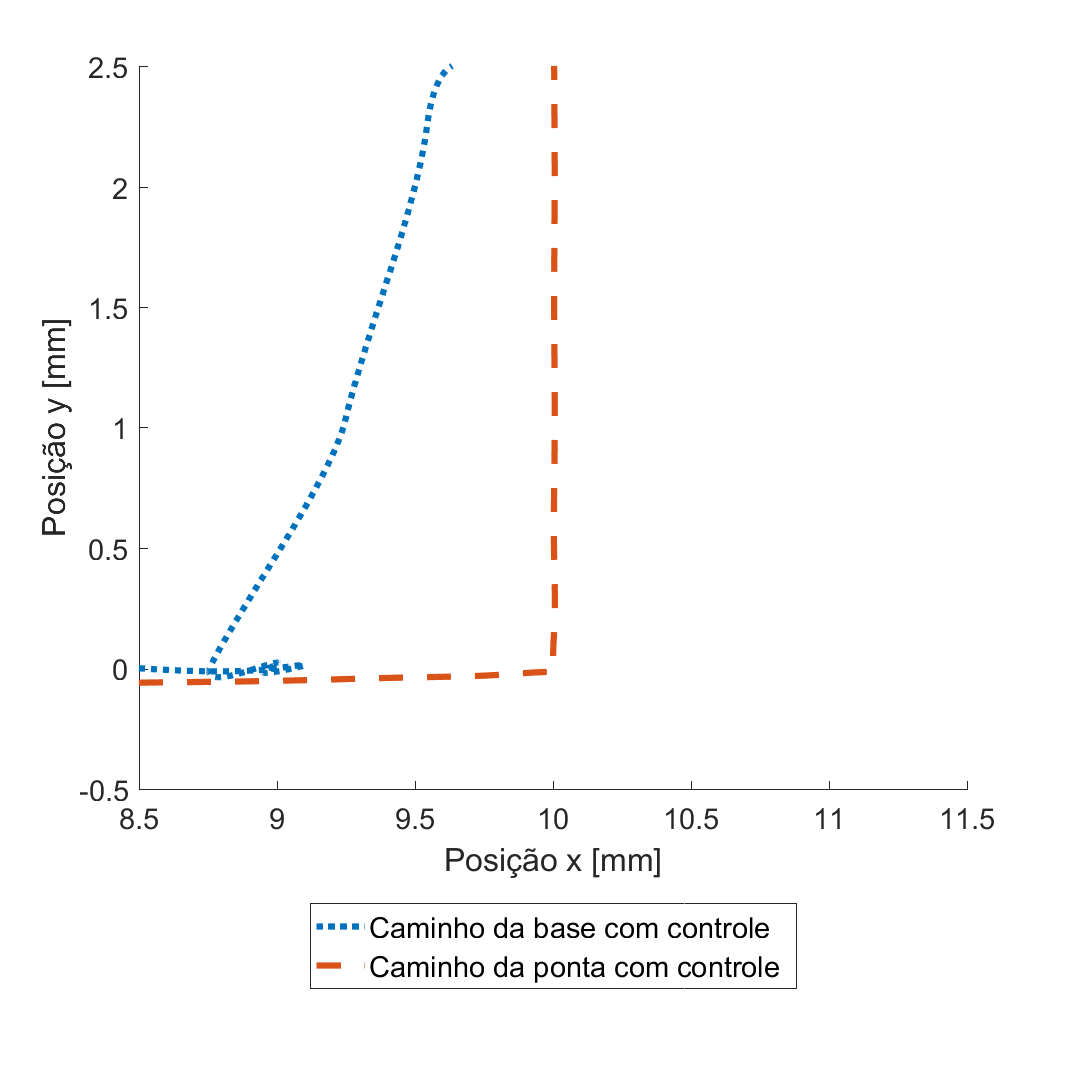 2.5
2
1.5
1
0.5
0
-0.5
Posição y [mm]
8.5 9 9.5 10 10.5 11 11.5
Posição x [mm]
Caminho da base com controle
Caminho da ponta com controle